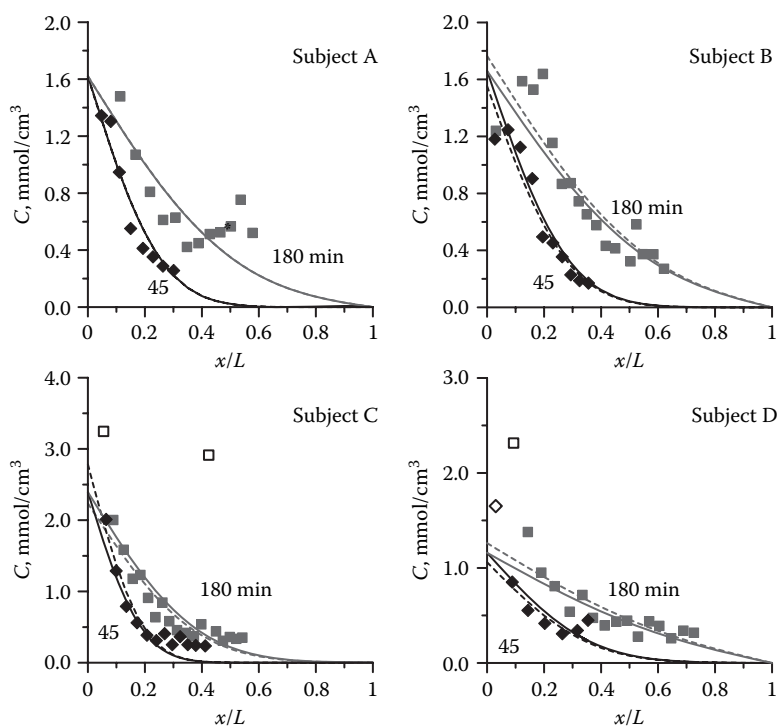 2.0
Subject A
1.6
1.2
0.8
0.4
0.0
C, mmol/cm³
180 min
45
*
0 0.2 0.4 0.6 0.8 1
x/L
2.0
Subject B
1.6
1.2
0.8
0.4
0.0
C, mmol/cm³
180 min
45
0 0.2 0.4 0.6 0.8 1
x/L
4.0
Subject C
3.0
2.0
1.0
0.0
C, mmol/cm³
180 min
45
0 0.2 0.4 0.6 0.8 1
x/L
3.0
Subject D
2.0
1.0
0.0
C, mmol/cm³
180 min
45
0 0.2 0.4 0.6 0.8 1
x/L